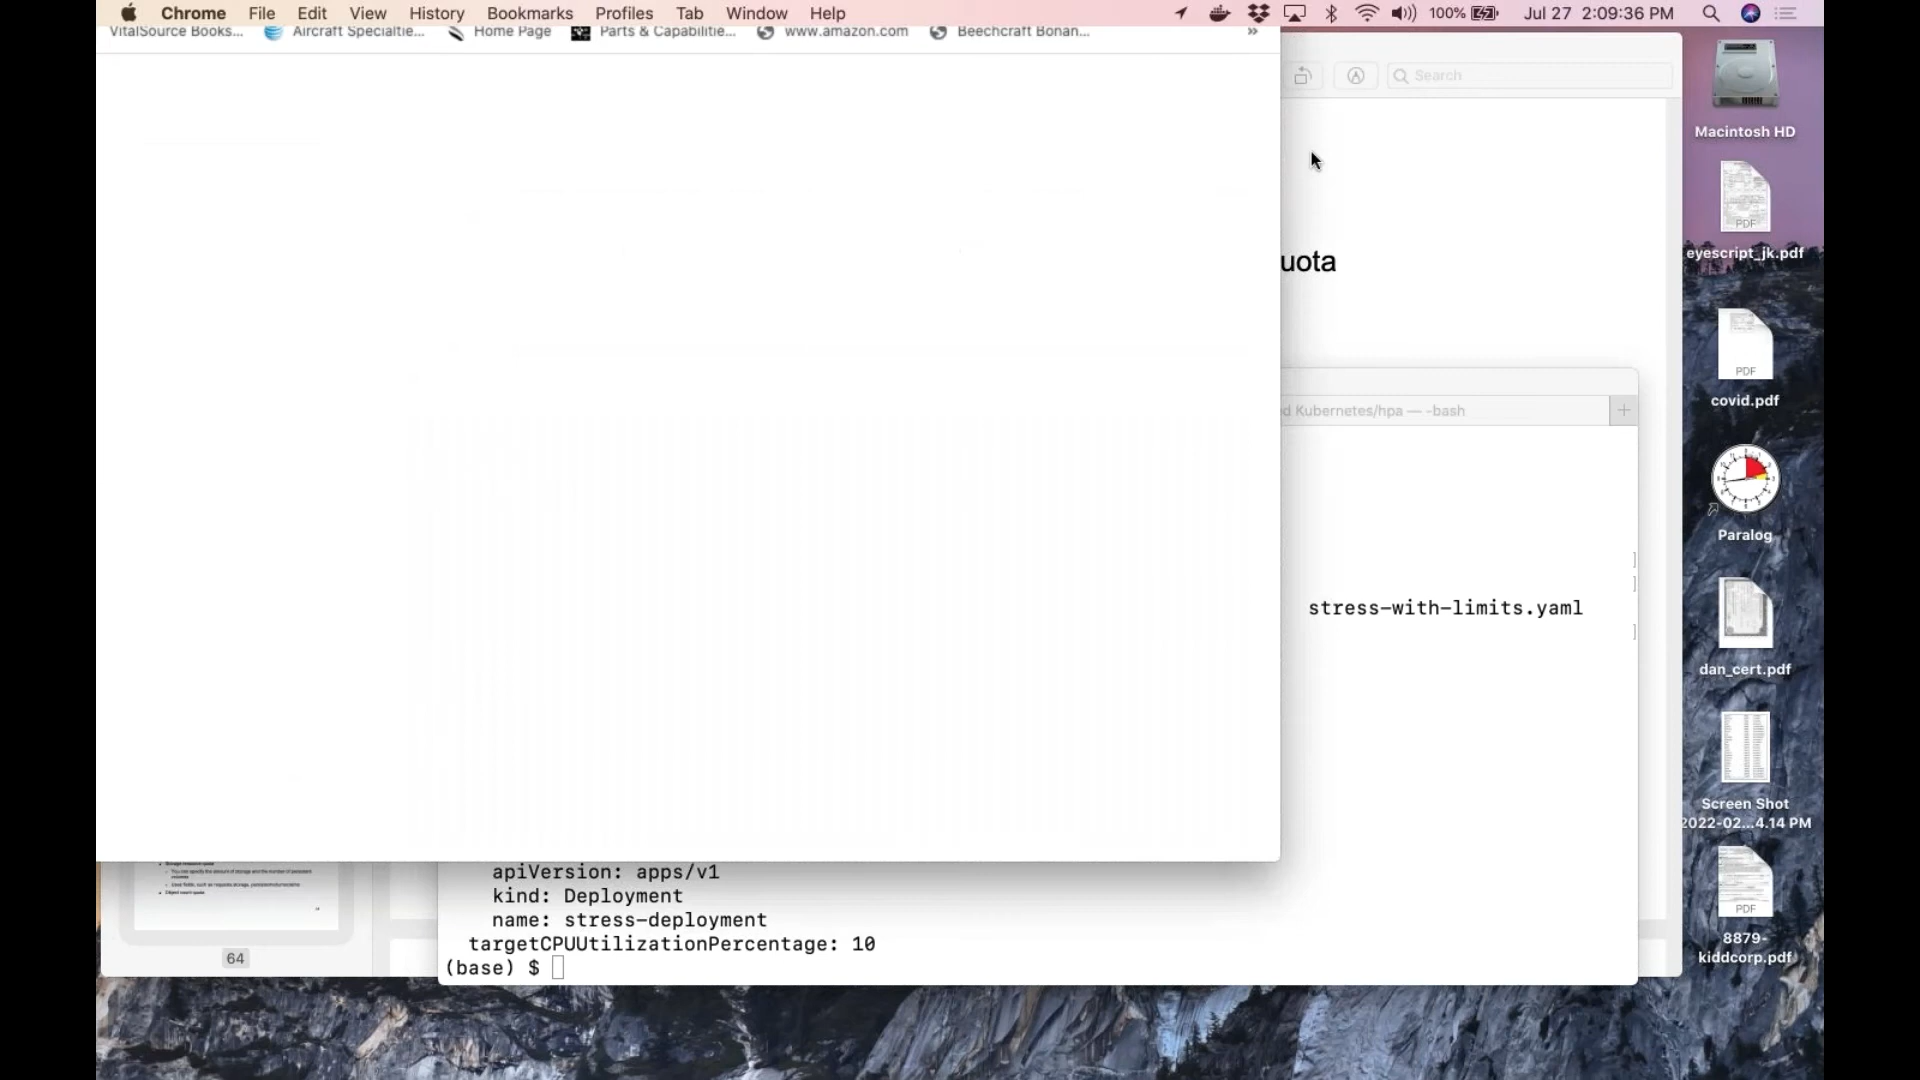 Chrome File Edit View History Bookmarks Profiles Tab Window Help 100% Jul 27 2:09:36 PM
VitalSource Books... Aircraft Specialtie... Home Page Parts & Capabilitie... www.amazon.com Beechcraft Bonan... »
Search
Macintosh HD
PDF
eyescript_jk.pdf
uota
PDF
covid.pdf
d Kubernetes/hpa — -bash
Paralog
]
]
stress-with-limits.yaml
]
dan_cert.pdf
Screen Shot
2022-02...4.14 PM
apiVersion: apps/v1
kind: Deployment
name: stress-deployment
targetCPUUtilizationPercentage: 10
(base) $
64
PDF
8879-
kiddcorp.pdf